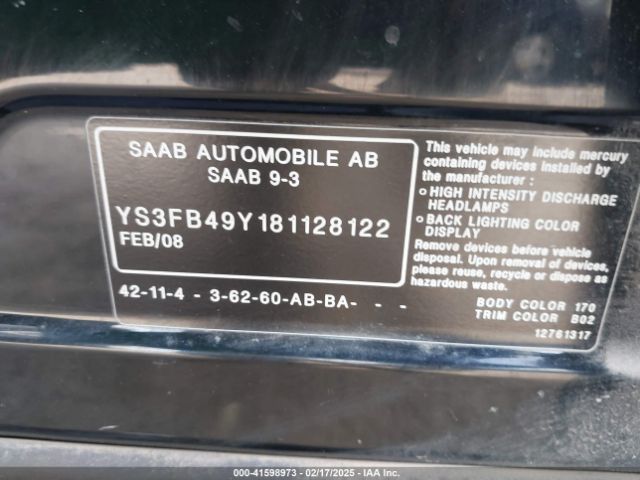 SAAB AUTOMOBILE AB
SAAB 9-3
YS3FB49Y181128122
FEB/08
42-11-4 - 3-62-60-AB-BA- - -
This vehicle may include mercury
containing devices installed by
the manufacturer :
o HIGH INTENSITY DISCHARGE
HEADLAMPS
o BACK LIGHTING COLOR
DISPLAY
Remove devices before vehicle
disposal. Upon removal of devices,
please reuse, recycle or dispose as
hazardous waste.
BODY COLOR 170
TRIM COLOR B02
12761317
000-41598973 - 02/17/2025 - IAA Inc.